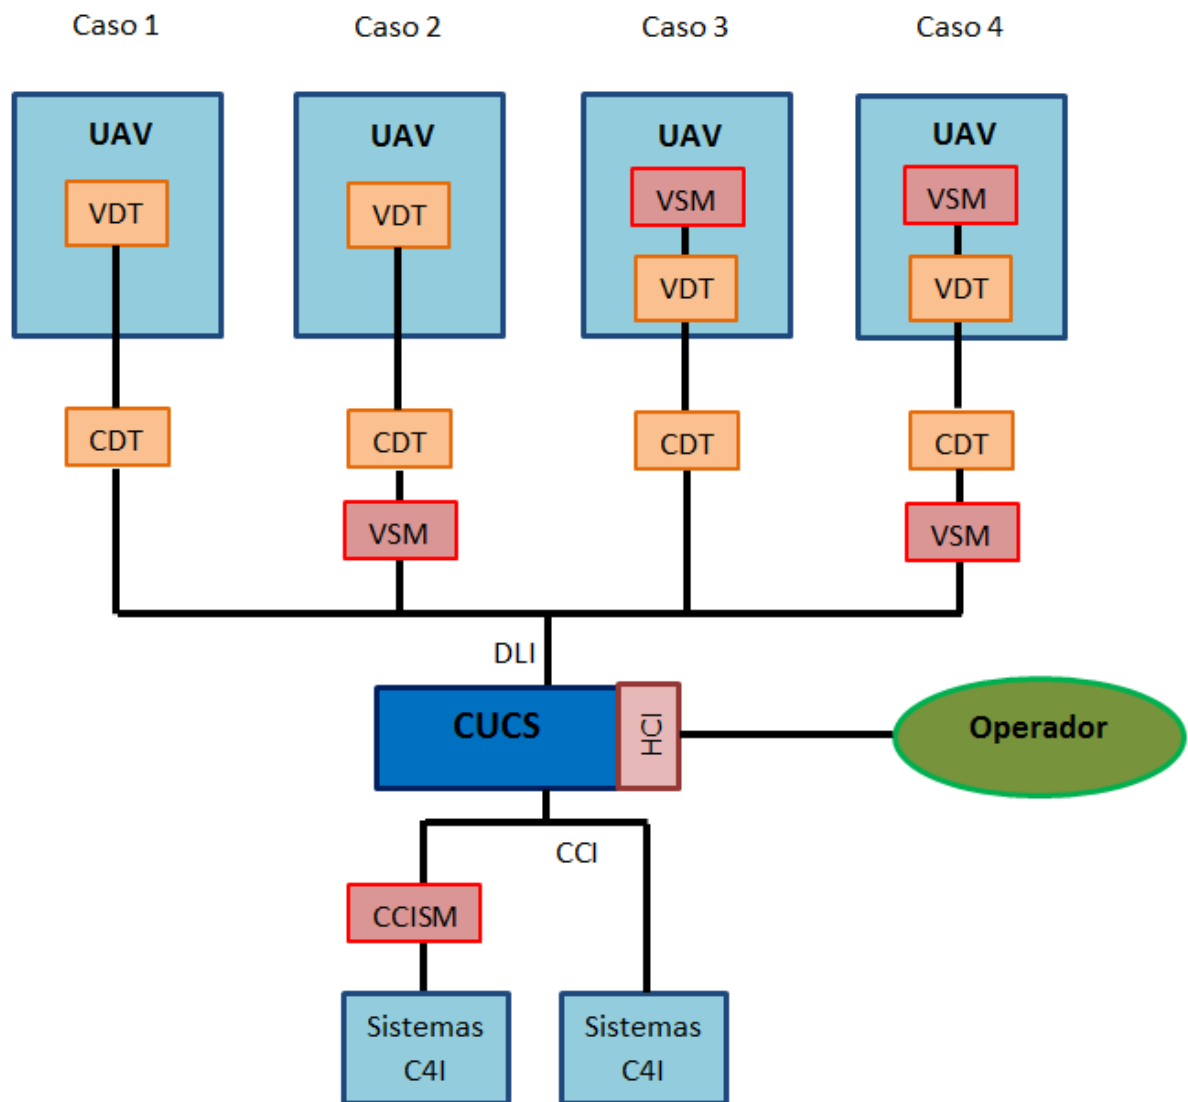 Caso 1
Caso 2
Caso 3
Caso 4
UAV
UAV
UAV
UAV
VDT
VDT
VSM
VSM
VDT
VDT
CDT
CDT
CDT
CDT
VSM
VSM
DLI
CUCS
HCI
Operador
CCI
CCISM
Sistemas
C4I
Sistemas
C4I